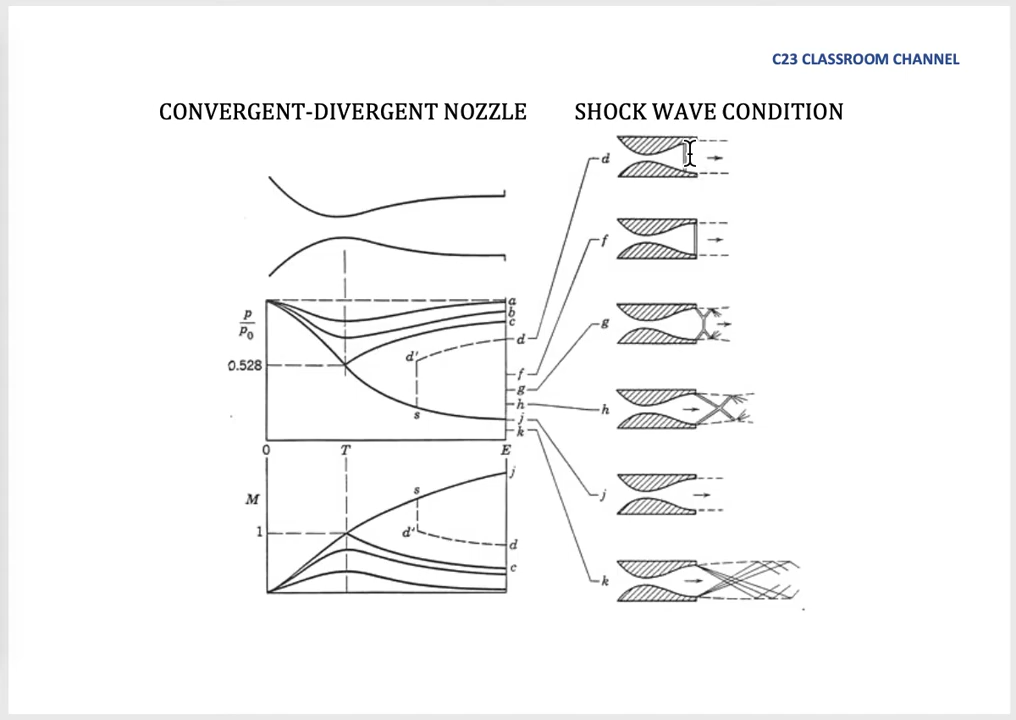 C23 CLASSROOM CHANNEL
CONVERGENT-DIVERGENT NOZZLE
SHOCK WAVE CONDITION
d
f
g
h
j
k
p
p₀
0.528
a
b
c
d
d'
f
g
h
s
j
k
0
T
E
M
1
s
d'
j
d
c